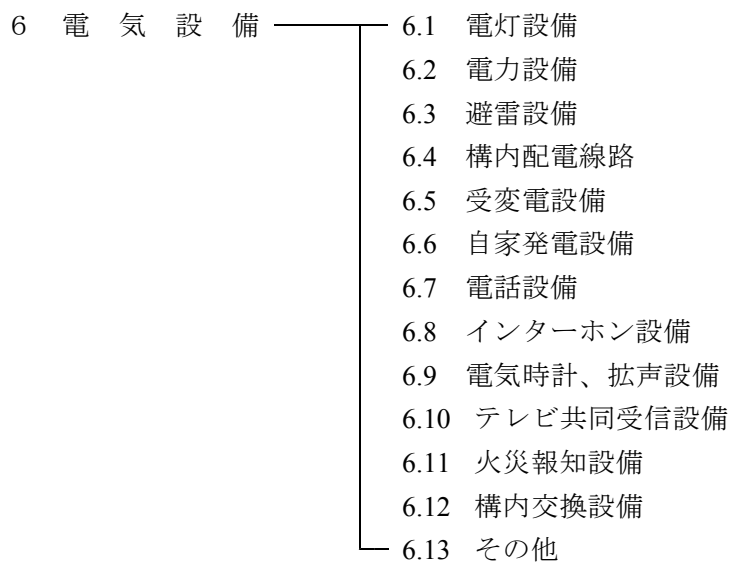 ６　電　気　設　備　6.1　電灯設備
6.2　電力設備
6.3　避雷設備
6.4　構内配電線路
6.5　受変電設備
6.6　自家発電設備
6.7　電話設備
6.8　インターホン設備
6.9　電気時計、拡声設備
6.10　テレビ共同受信設備
6.11　火災報知設備
6.12　構内交換設備
6.13　その他